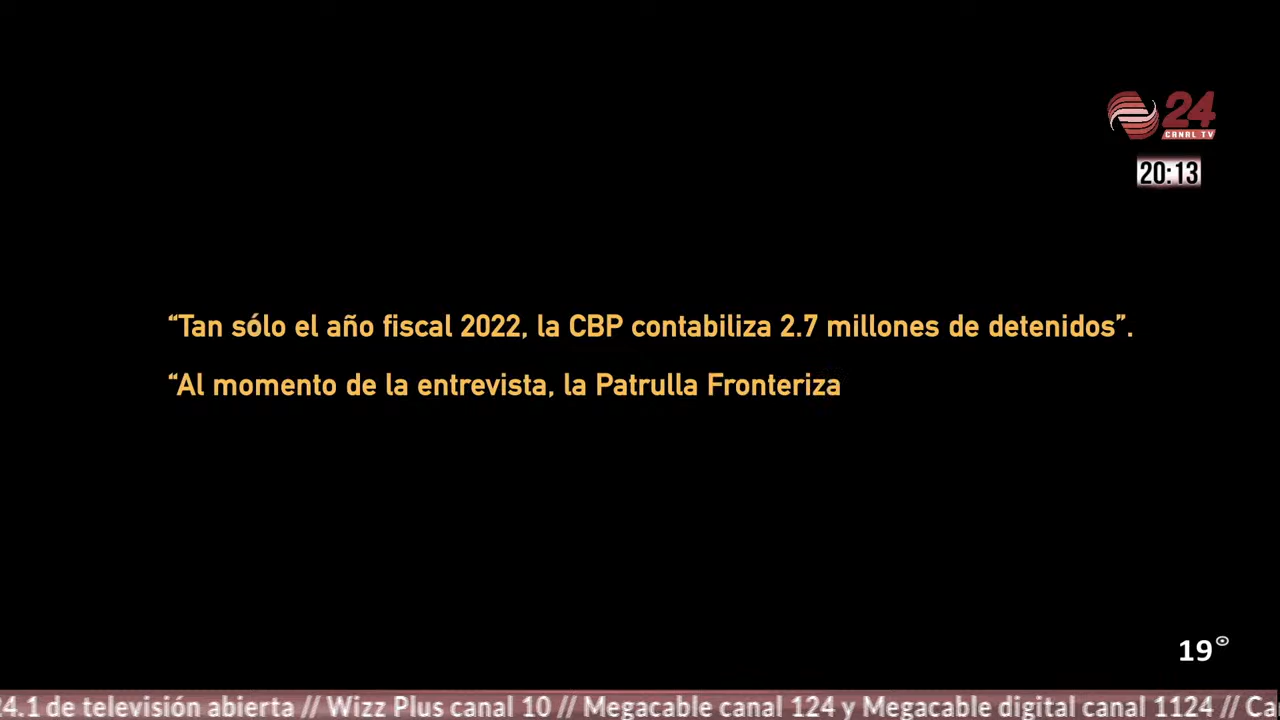 24
CANAL TV
20:13
“Tan sólo el año fiscal 2022, la CBP contabiliza 2.7 millones de detenidos”.
“Al momento de la entrevista, la Patrulla Fronteriza
19°
24.1 de televisión abierta // Wizz Plus canal 10 // Megacable canal 124 y Megacable digital canal 1124 // Ca